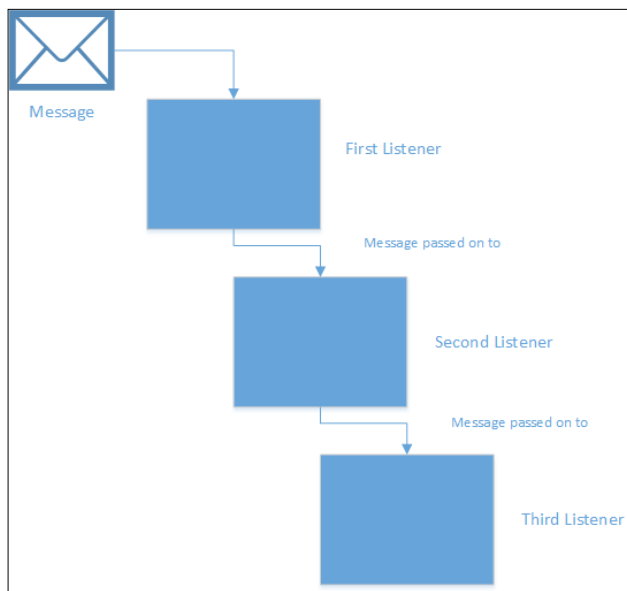 Message
First Listener
Message passed on to
Second Listener
Message passed on to
Third Listener